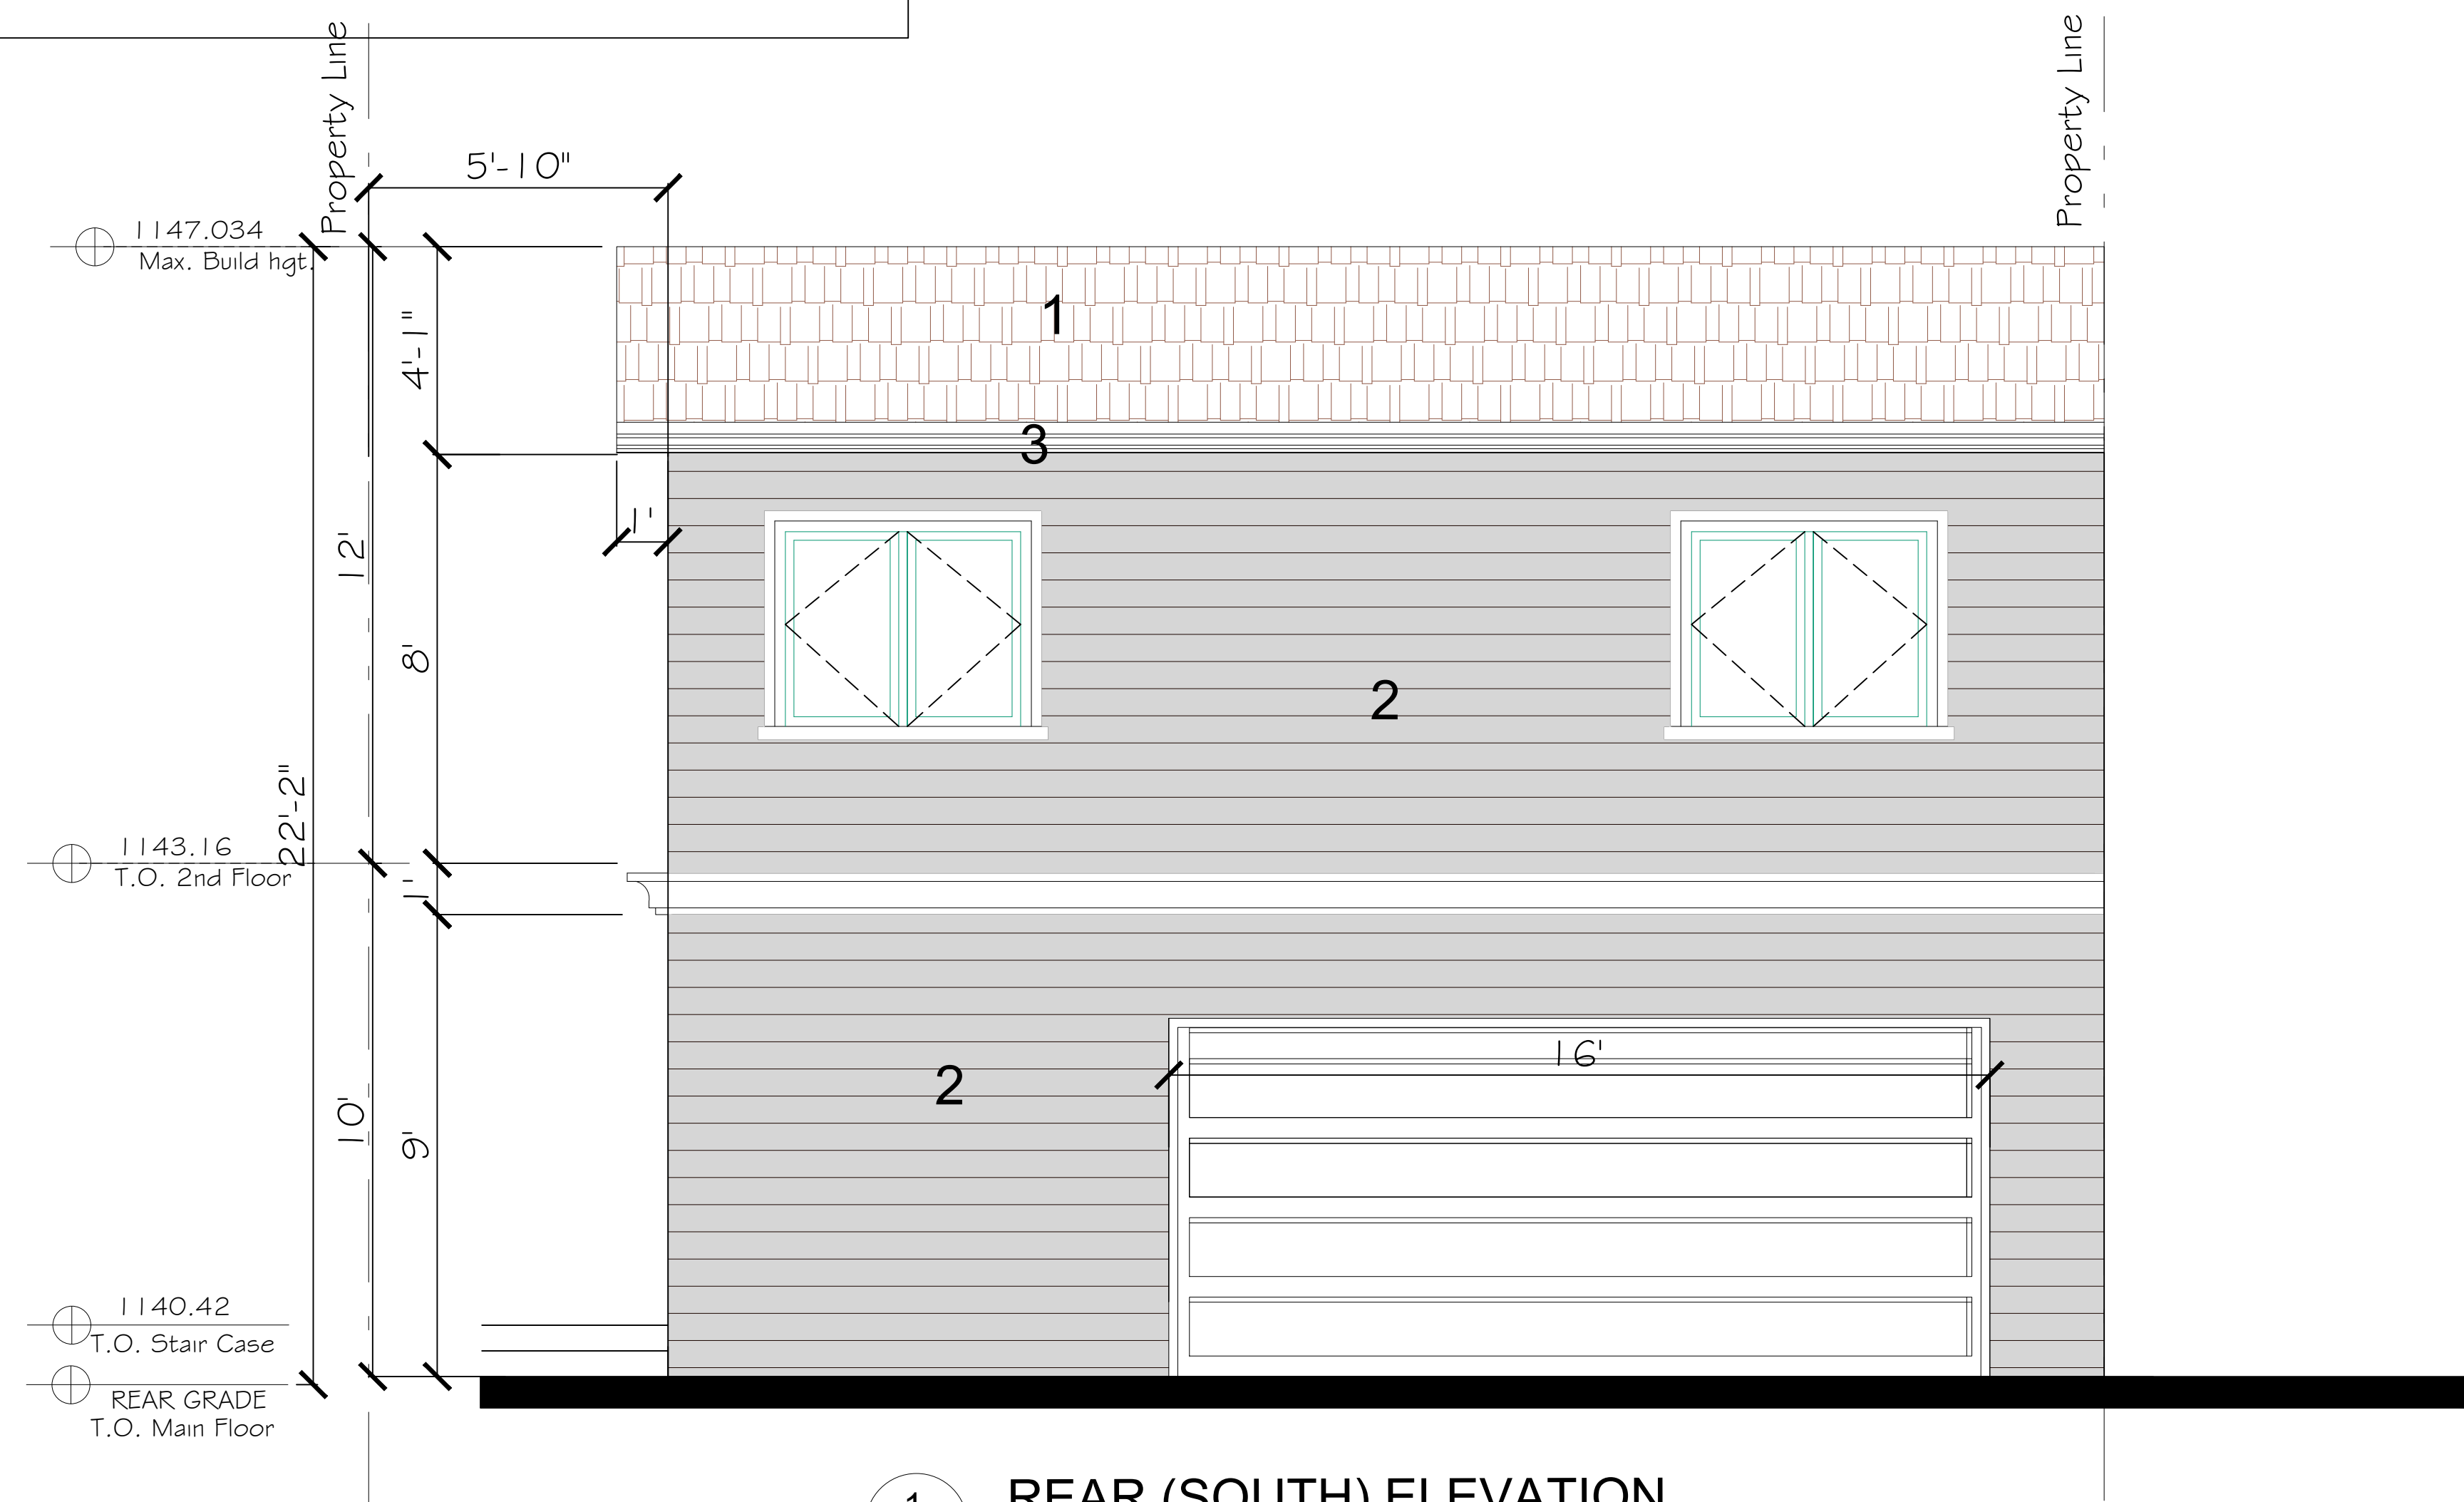 Property Line
Property Line
5'-10"
1147.034
Max. Build hgt.
4'-1"
1
3
1'
12'
8'
2
22'-2"
1143.16
T.O. 2nd Floor
1'
16'
2
10'
9'
1140.42
T.O. Stair Case
REAR GRADE
T.O. Main Floor
1
REAR (SOUTH) ELEVATION